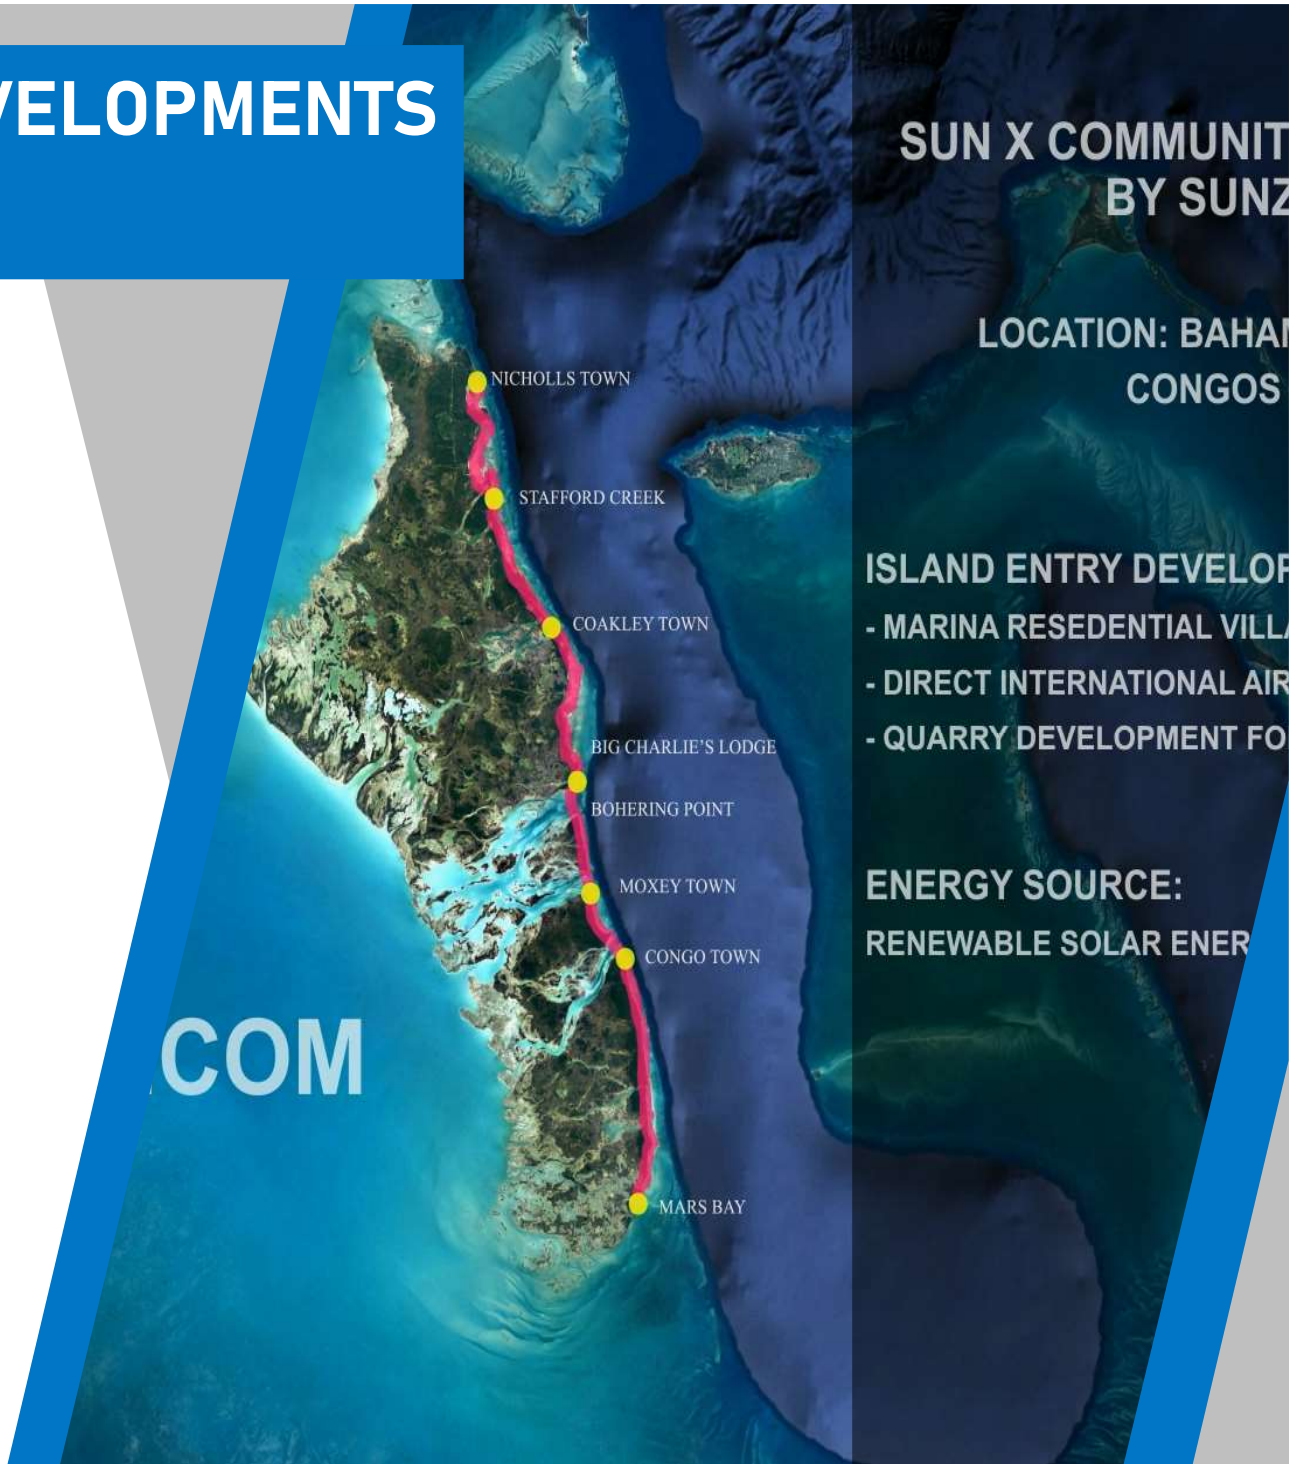 VELOPMENTS
SUN X COMMUNIT
BY SUNZ
LOCATION: BAHAM
CONGOS
NICHOLLS TOWN
STAFFORD CREEK
COAKLEY TOWN
BIG CHARLIE'S LODGE
BOHERING POINT
MOXEY TOWN
CONGO TOWN
MARS BAY
ISLAND ENTRY DEVELOP
- MARINA RESEDENTIAL VILLA
- DIRECT INTERNATIONAL AIR
- QUARRY DEVELOPMENT FO
ENERGY SOURCE:
RENEWABLE SOLAR ENER
.COM